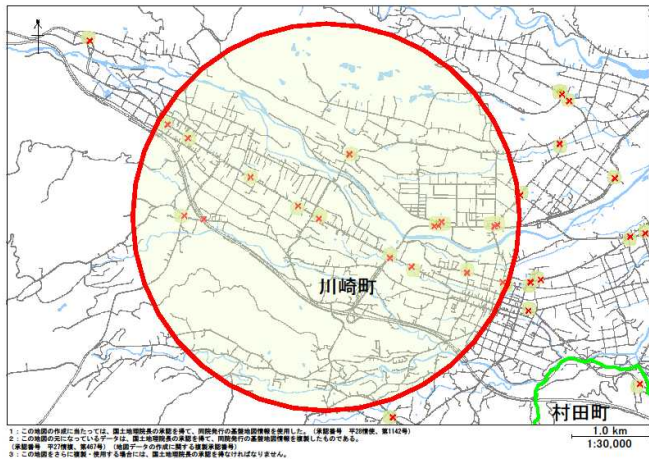 川崎町
村田町
1：この地図の作成に当たっては、国土地理院長の承認を得て、同院発行の基盤地図情報を使用した。（承認番号　平28情使、第1142号）
2：この地図の元になっているデータは、国土地理院長の承認を得て、同院発行の基盤地図情報を複製したものである。
（承認番号　平27情複、第467号）（地図データの作成に関する複製承認番号）
3：この地図をさらに複製・使用する場合には、国土地理院長の承認を得なければなりません。
1.0 km
1:30,000